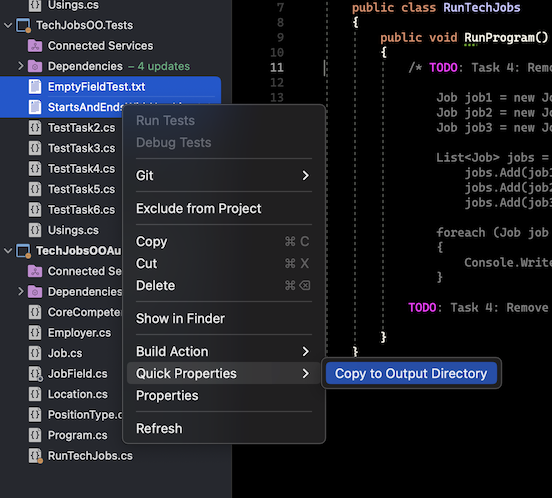 Usings.cs
TechJobsOO.Tests
Connected Services
Dependencies – 4 updates
EmptyFieldTest.txt
StartsAndEnds
TestTask2.cs
TestTask3.cs
TestTask4.cs
TestTask5.cs
TestTask6.cs
Usings.cs
TechJobsOOAu
Connected Se
Dependencies
CoreCompete
Employer.cs
Job.cs
JobField.cs
Location.cs
PositionType.c
Program.cs
RunTechJobs.cs
Run Tests
Debug Tests
Git
Exclude from Project
Copy ⌘ C
Cut ⌘ X
Delete ⌘ ⌫
Show in Finder
Build Action
Quick Properties
Properties
Refresh
Copy to Output Directory
7 public class RunTechJobs
8 {
9 public void RunProgram()
10 {
11 /* TODO: Task 4: Remo
12
13 Job job1 = new Jo
Job job2 = new Jo
Job job3 = new Jo
List<Job> jobs =
jobs.Add(job1
jobs.Add(job2
jobs.Add(job3
foreach (Job job
{
Console.Write
}
TODO: Task 4: Remove
}
}